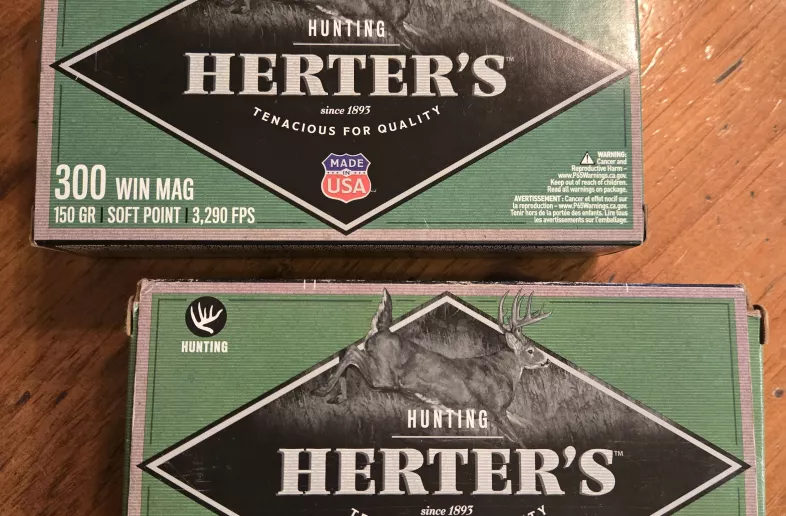 HUNTING
HERTER'S™
since 1893
TENACIOUS FOR QUALITY
MADE
IN
USA
300 WIN MAG
150 GR | SOFT POINT | 3,290 FPS
WARNING:
Cancer and
Reproductive Harm –
www.P65Warnings.ca.gov.
Keep out of reach of children.
Read all warnings on package.
AVERTISSEMENT : Cancer et effet nocif sur
la reproduction – www.P65Warnings.ca.gov.
Tenir hors de la portée des enfants. Lire tous
les avertissements sur l'emballage.
HUNTING
HUNTING
HERTER'S™
since 1893